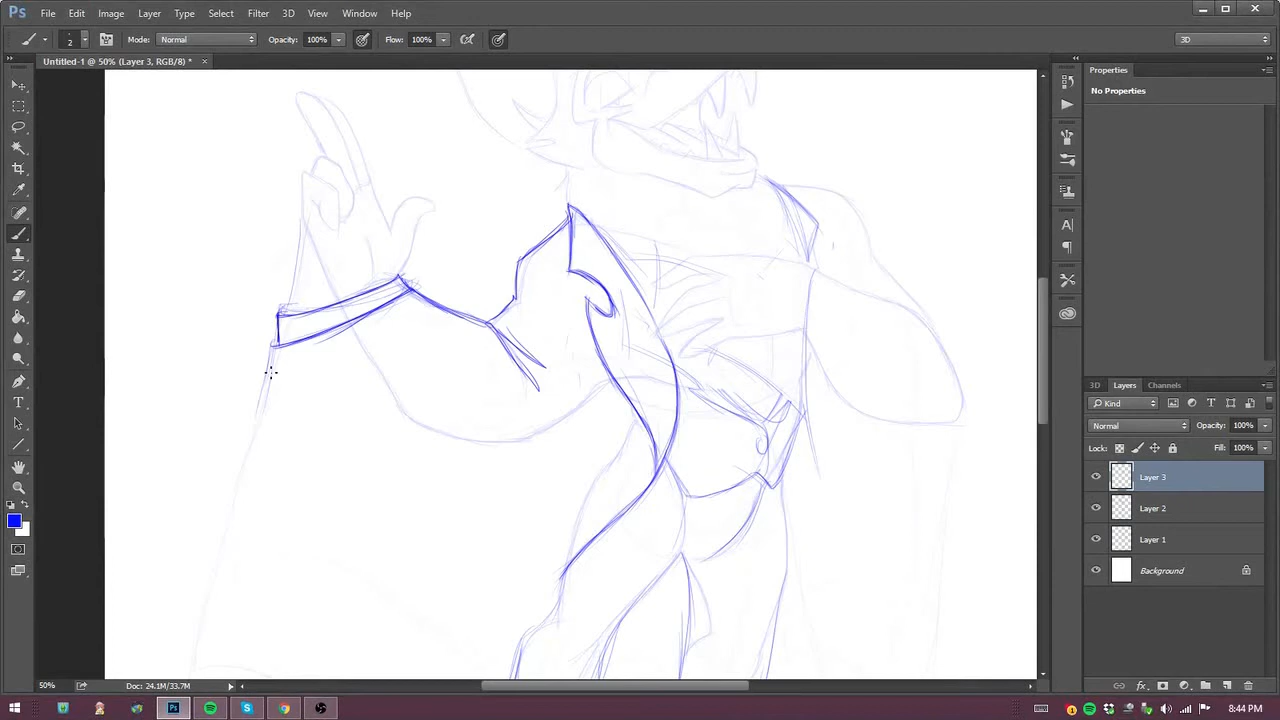 Ps File Edit Image Layer Type Select Filter 3D View Window Help
2 Mode: Normal Opacity: 100% Flow: 100% 3D
Untitled-1 @ 50% (Layer 3, RGB/8) *
Properties
No Properties
3D Layers Channels
Kind
Normal Opacity: 100%
Lock: Fill: 100%
Layer 3
Layer 2
Layer 1
Background
50% Doc: 24.1M/33.7M
8:44 PM